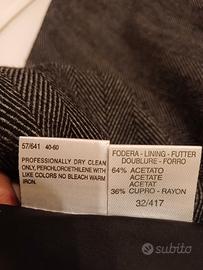 57/641 40-60
PROFESSIONALLY DRY CLEAN
ONLY, PERCHLOROETHILENE WITH
LIKE COLORS NO BLEACH WARM
IRON.
FODERA - LINING - FUTTER
DOUBLURE - FORRO
64% ACETATO
ACETATE
ACETAT
36% CUPRO - RAYON
32/417
subito